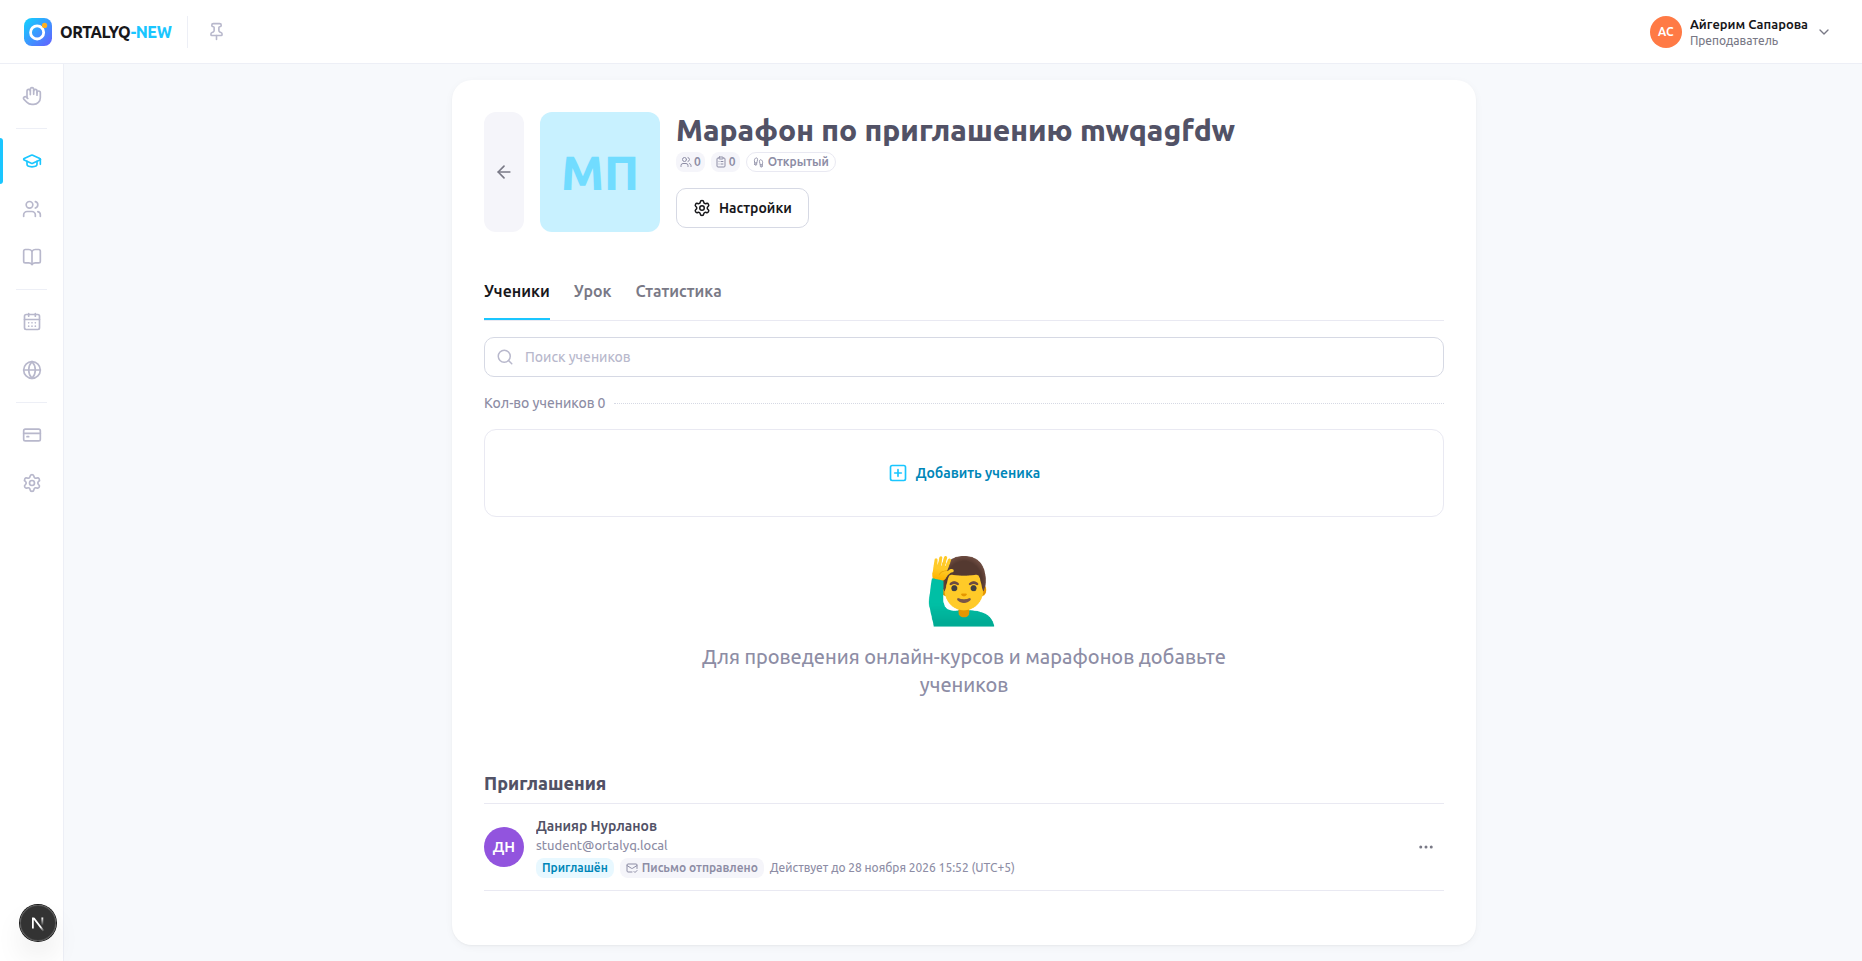 ORTALYQ-NEW
АС
Айгерим Сапарова
Преподаватель
МП
Марафон по приглашению mwqagfdw
0
0
Открытый
Настройки
Ученики
Урок
Статистика
Поиск учеников
Кол-во учеников 0
Добавить ученика
Для проведения онлайн-курсов и марафонов добавьте
учеников
Приглашения
ДН
Данияр Нурланов
student@ortalyq.local
Приглашён
Письмо отправлено
Действует до 28 ноября 2026 15:52 (UTC+5)
N